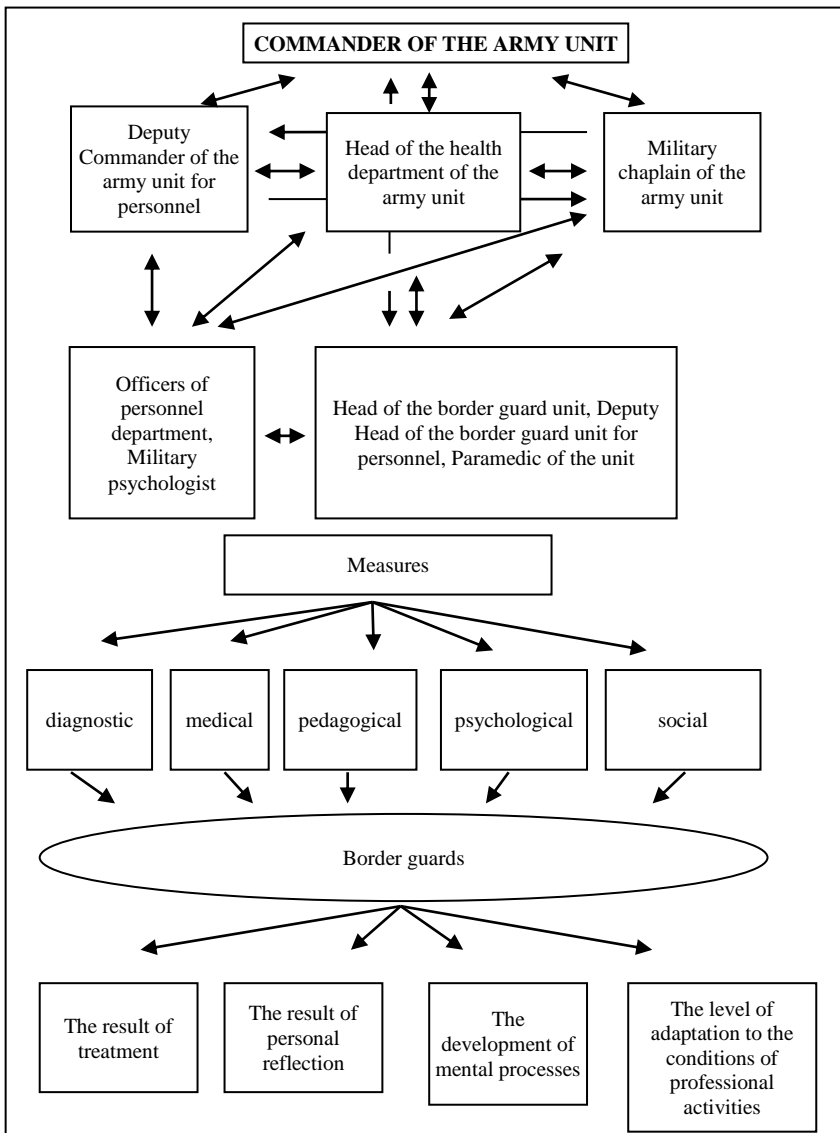 COMMANDER OF THE ARMY UNIT
Deputy
Commander of the
army unit for
personnel
Head of the health
department of the
army unit
Military
chaplain of the
army unit
Officers of
personnel
department,
Military
psychologist
Head of the border guard unit, Deputy
Head of the border guard unit for
personnel, Paramedic of the unit
Measures
diagnostic
medical
pedagogical
psychological
social
Border guards
The result of
treatment
The result of
personal
reflection
The
development of
mental processes
The level of
adaptation to the
conditions of
professional
activities